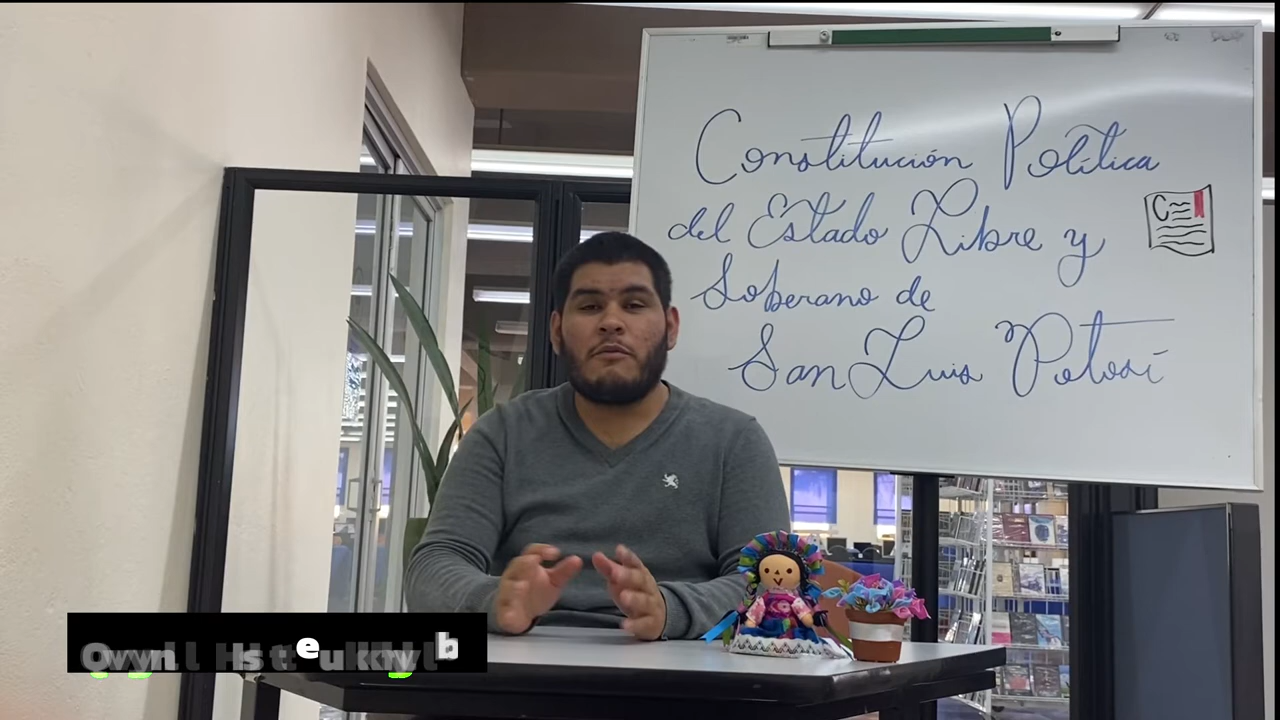 Constitución Política
del Estado Libre y
Soberano de
San Luis Potosí